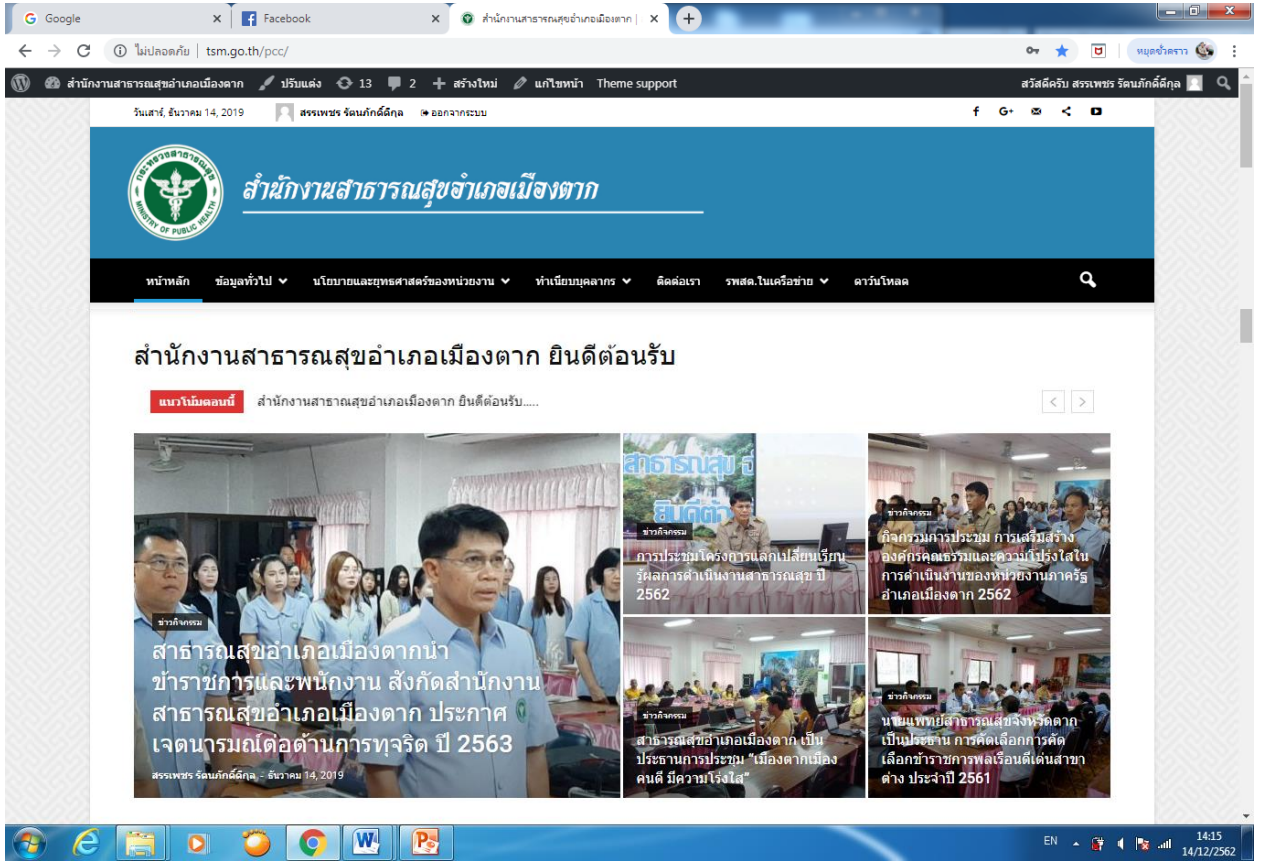 Google
Facebook
สำนักงานสาธารณสุขอำเภอเมืองตาก |
ไม่ปลอดภัย | tsm.go.th/pcc/
หยุดชั่วคราว
สำนักงานสาธารณสุขอำเภอเมืองตาก ปรับแต่ง 13 2 สร้างใหม่ แก้ไขหน้า Theme support
สวัสดีครับ สรรเพชร รัตนภักดิ์ดีกุล
วันเสาร์, ธันวาคม 14, 2019 สรรเพชร รัตนภักดิ์ดีกุล ออกจากระบบ
กระทรวงสาธารณสุข
MINISTRY OF PUBLIC HEALTH
สำนักงานสาธารณสุขอำเภอเมืองตาก
หน้าหลัก ข้อมูลทั่วไป นโยบายและยุทธศาสตร์ของหน่วยงาน ทำเนียบบุคลากร ติดต่อเรา รพสต.ในเครือข่าย ดาว์นโหลด
สำนักงานสาธารณสุขอำเภอเมืองตาก ยินดีต้อนรับ
แนวโน้มตอนนี้ สำนักงานสาธาณสุขอำเภอเมืองตาก ยินดีต้อนรับ.....
ข่าวกิจกรรม
สาธารณสุขอำเภอเมืองตากนำ
ข้าราชการและพนักงาน สังกัดสำนักงาน
สาธารณสุขอำเภอเมืองตาก ประกาศ
เจตนารมณ์ต่อต้านการทุจริต ปี 2563
สรรเพชร รัตนภักดิ์ดีกุล - ธันวาคม 14, 2019
สาธารณสุข อ
ยินดีต้
ข่าวกิจกรรม
การประชุมโครงการแลกเปลี่ยนเรียน
รู้ผลการดำเนินงานสาธารณสุข ปี
2562
ข่าวกิจกรรม
กิจกรรมการประชุม การเสริมสร้าง
องค์กรคุณธรรมและความโปร่งใสใน
การดำเนินงานของหน่วยงานภาครัฐ
อำเภอเมืองตาก 2562
ข่าวกิจกรรม
สาธารณสุขอำเภอเมืองตาก เป็น
ประธานการประชุม "เมืองตากเมือง
คนดี มีความโร่งใส"
ข่าวกิจกรรม
นายแพทย์สาธารณสุขจังหวัดตาก
เป็นประธาน การคัดเลือกการคัด
เลือกข้าราชการพลเรือนดีเด่นสาขา
ต่าง ประจำปี 2561
EN
14:15
14/12/2562